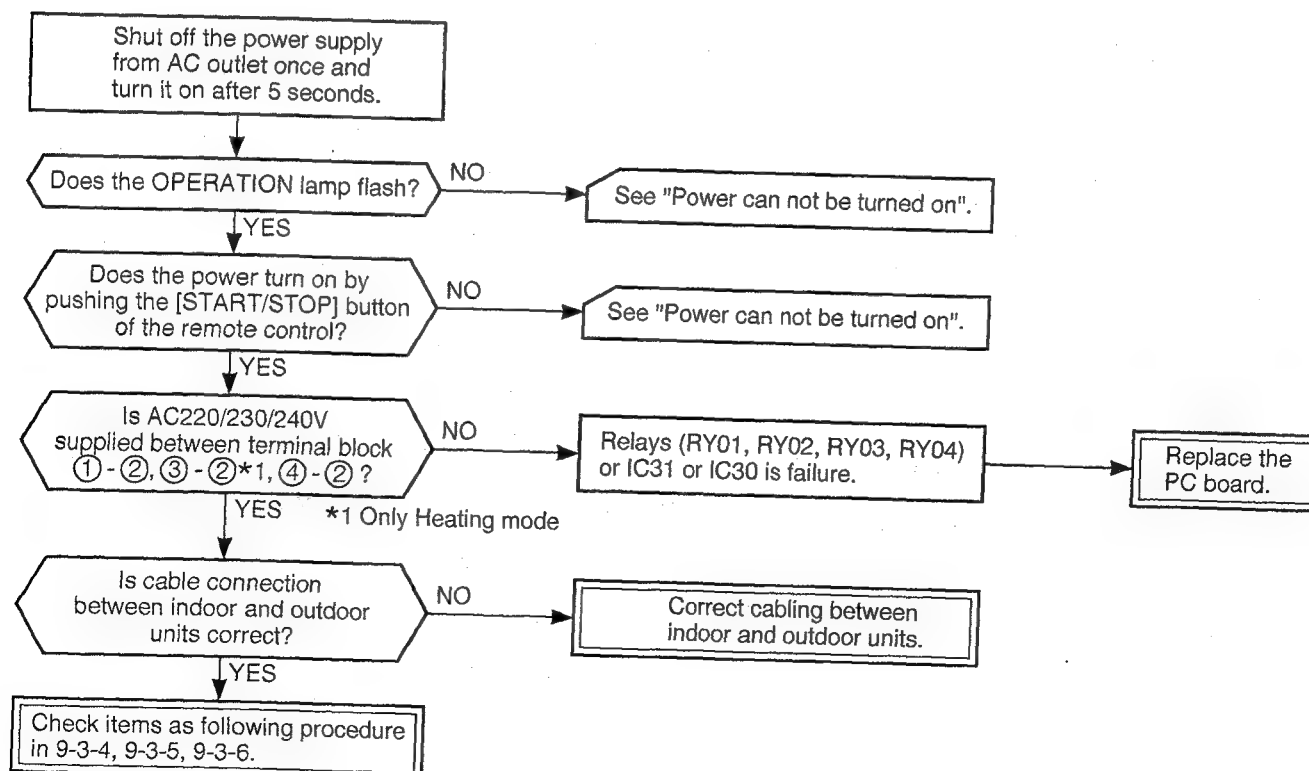 Shut off the power supply
from AC outlet once and
turn it on after 5 seconds.
Does the OPERATION lamp flash?
NO
See "Power can not be turned on".
YES
Does the power turn on by
pushing the [START/STOP] button
of the remote control?
NO
See "Power can not be turned on".
YES
Is AC220/230/240V
supplied between terminal block
①-②, ③-②*1, ④-② ?
NO
Relays (RY01, RY02, RY03, RY04)
or IC31 or IC30 is failure.
Replace the
PC board.
YES
*1 Only Heating mode
Is cable connection
between indoor and outdoor
units correct?
NO
Correct cabling between
indoor and outdoor units.
YES
Check items as following procedure
in 9-3-4, 9-3-5, 9-3-6.